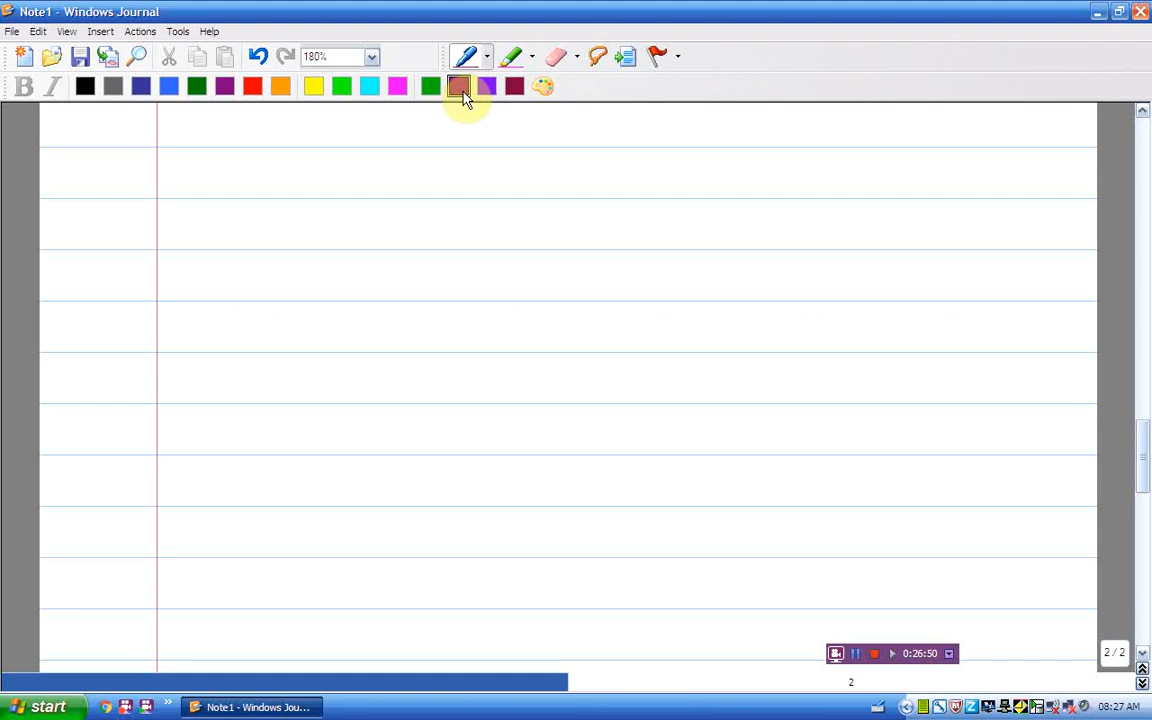 Note1 - Windows Journal
File Edit View Insert Actions Tools Help
180%
B I
0:26:50
2/2
2
start
Note1 - Windows Jou...
08:27 AM